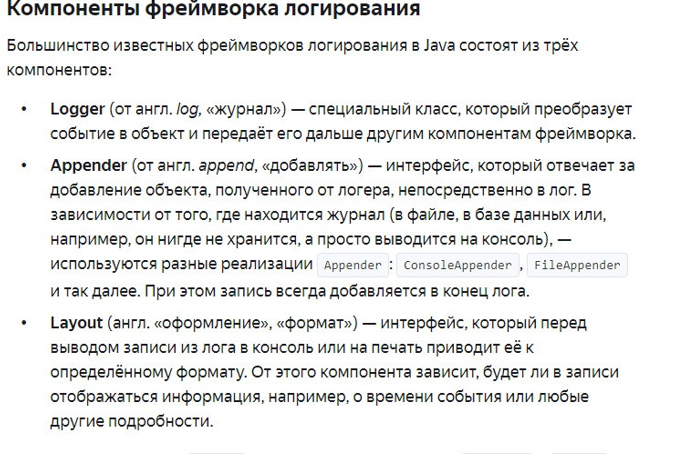 Компоненты фреймворка логирования
Большинство известных фреймворков логирования в Java состоят из трёх
компонентов:
• Logger (от англ. log, «журнал») — специальный класс, который преобразует
событие в объект и передаёт его дальше другим компонентам фреймворка.
• Appender (от англ. append, «добавлять») — интерфейс, который отвечает за
добавление объекта, полученного от логера, непосредственно в лог. В
зависимости от того, где находится журнал (в файле, в базе данных или,
например, он нигде не хранится, а просто выводится на консоль), —
используются разные реализации Appender: ConsoleAppender, FileAppender
и так далее. При этом запись всегда добавляется в конец лога.
• Layout (англ. «оформление», «формат») — интерфейс, который перед
выводом записи из лога в консоль или на печать приводит её к
определённому формату. От этого компонента зависит, будет ли в записи
отображаться информация, например, о времени события или любые
другие подробности.